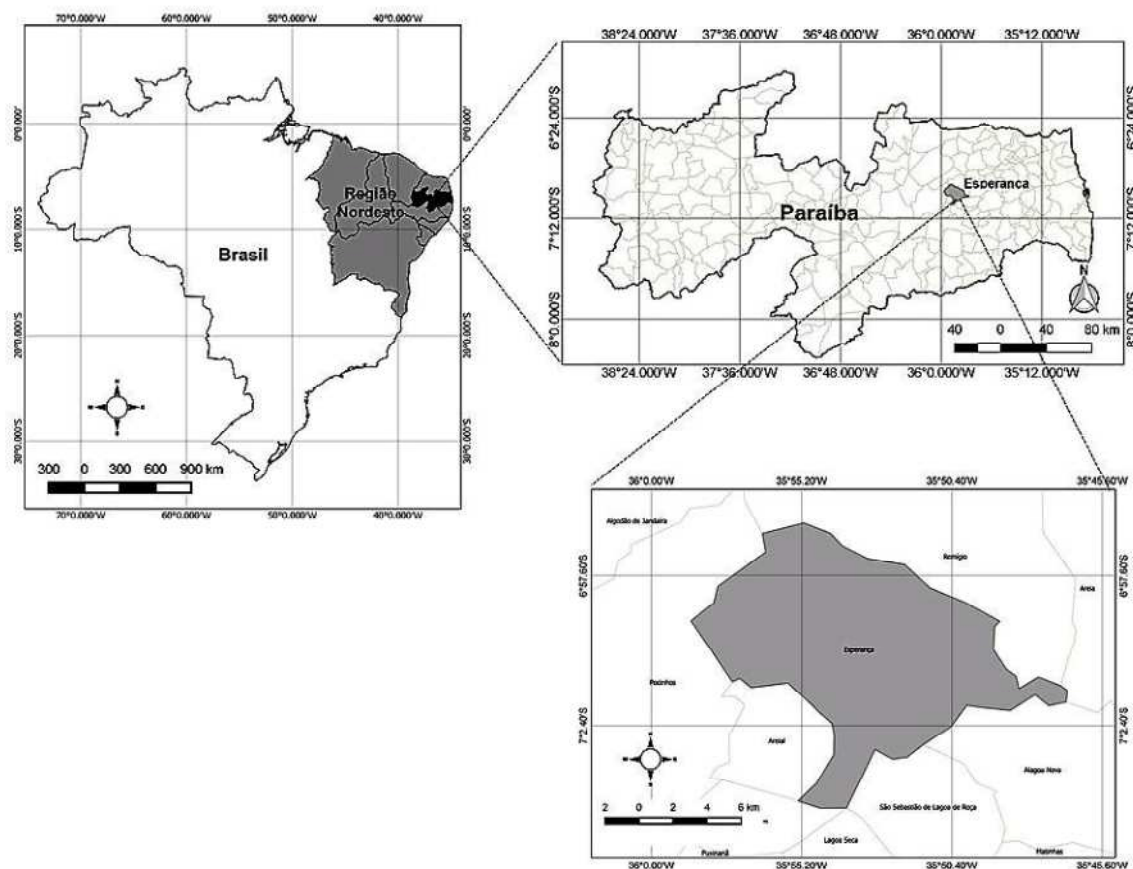 70°0.000'W 60°0.000'W 50°0.000'W 40°0.000'W
0°0.000'
0°0.000'
10°0.000'S
10°0.000'S
20°0.000'S
20°0.000'S
30°0.000'S
30°0.000'S
Região
Nordesto
Brasil
300 0 300 600 900 km
70°0.000'W 60°0.000'W 50°0.000'W 40°0.000'W
38°24.000'W 37°36.000'W 36°48.000'W 36°0.000'W 35°12.000'W
6°24.000'S
6°24.000'S
7°12.000'S
7°12.000'S
8°0.000'S
8°0.000'S
Esperança
Paraíba
N
40 0 40 80 km
38°24.000'W 37°36.000'W 36°48.000'W 36°0.000'W 35°12.000'W
36°0.00'W 35°55.20'W 35°50.40'W 35°45.60'W
6°57.60'S
6°57.60'S
7°2.40'S
7°2.40'S
Algodão de Jandaíra
Remígio
Areia
Esperança
Pocinhos
Areial
Alagoa Nova
São Sebastião de Lagoa de Roça
2 0 2 4 6 km
Lagoa Seca
Puxinanã
Matinhas
36°0.00'W 35°55.20'W 35°50.40'W 35°45.60'W